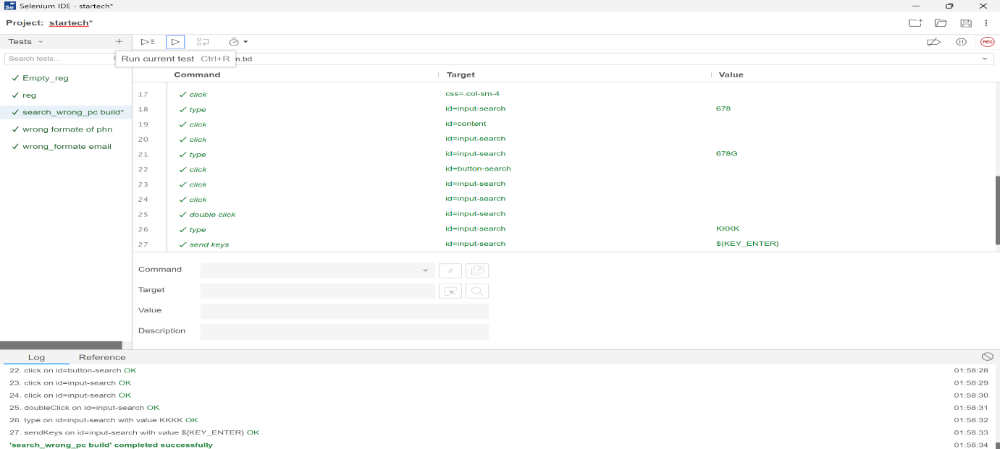 Selenium IDE - startech*
Project: startech*
Tests
Search tests...
Run current test Ctrl+R
m.bd
REC
Command Target Value
Empty_reg
reg
search_wrong_pc build*
wrong formate of phn
wrong_formate email
17 click css=.col-sm-4
18 type id=input-search 678
19 click id=content
20 click id=input-search
21 type id=input-search 678G
22 click id=button-search
23 click id=input-search
24 click id=input-search
25 double click id=input-search
26 type id=input-search KKKK
27 send keys id=input-search ${KEY_ENTER}
Command //
Target
Value
Description
Log Reference
22. click on id=button-search OK 01:58:28
23. click on id=input-search OK 01:58:29
24. click on id=input-search OK 01:58:30
25. doubleClick on id=input-search OK 01:58:31
26. type on id=input-search with value KKKK OK 01:58:32
27. sendKeys on id=input-search with value ${KEY_ENTER} OK 01:58:33
'search_wrong_pc build' completed successfully 01:58:34